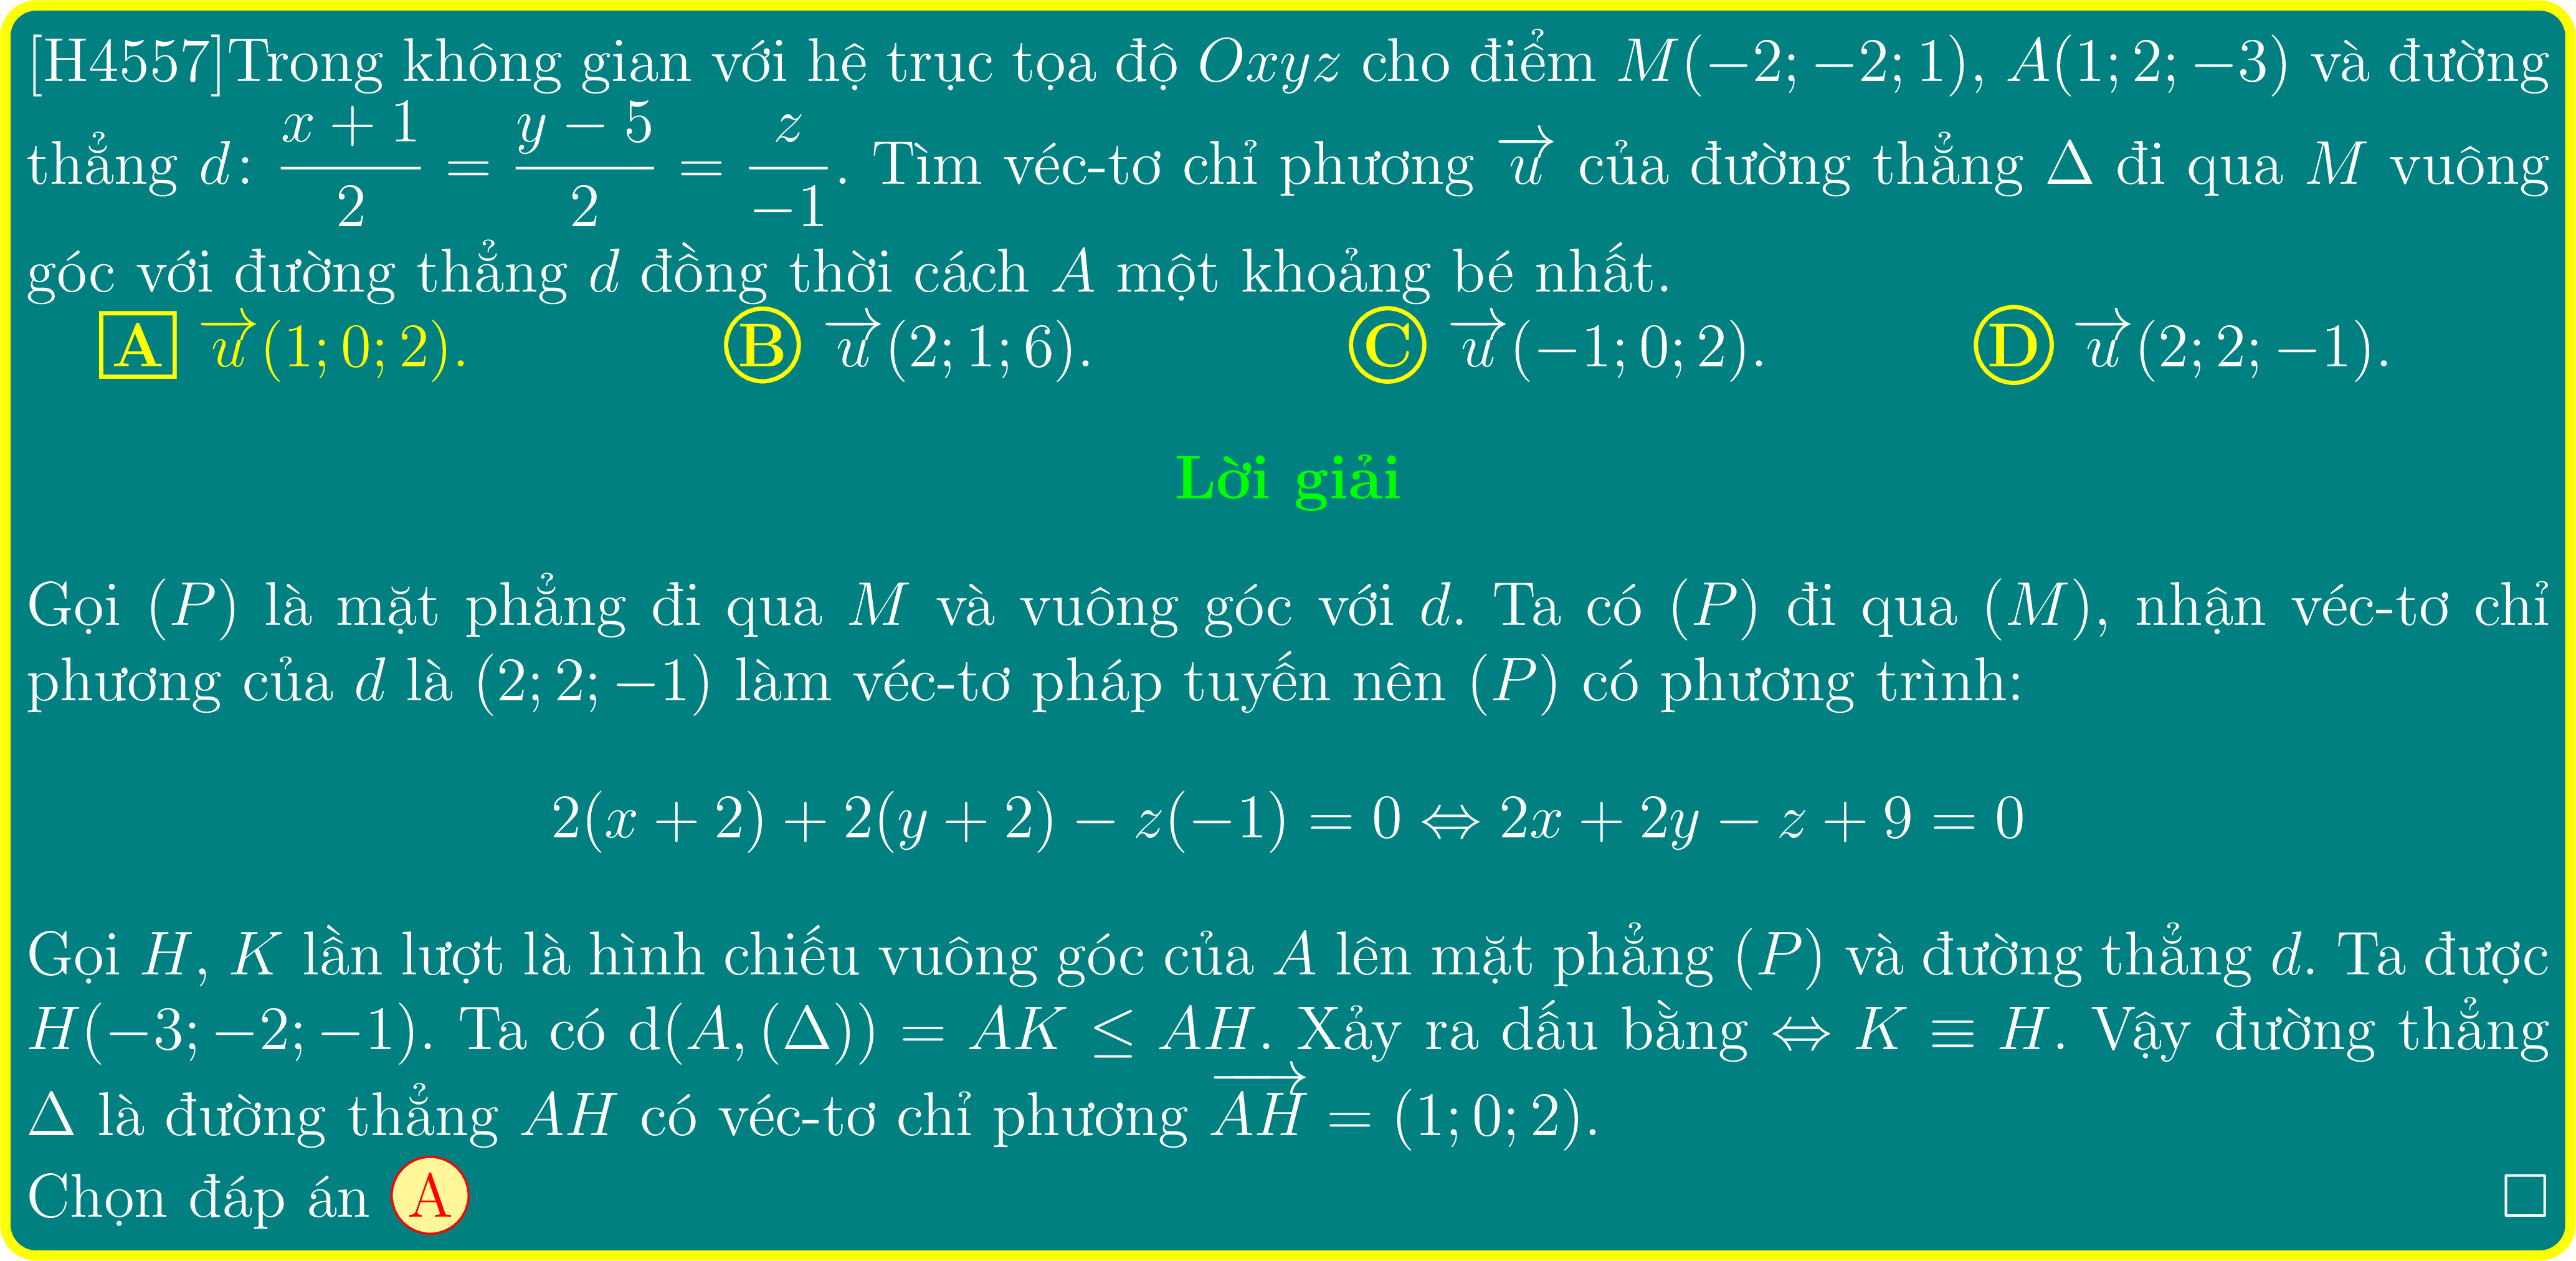 [H4557]Trong không gian với hệ trục tọa độ Oxyz cho điểm M(−2; −2; 1), A(1; 2; −3) và đường
thẳng d: \frac{x + 1}{2} = \frac{y − 5}{2} = \frac{z}{−1}. Tìm véc-tơ chỉ phương \overrightarrow{u} của đường thẳng Δ đi qua M vuông
góc với đường thẳng d đồng thời cách A một khoảng bé nhất.
A \overrightarrow{u}(1; 0; 2). B \overrightarrow{u}(2; 1; 6). C \overrightarrow{u}(−1; 0; 2). D \overrightarrow{u}(2; 2; −1).
Lời giải
Gọi (P) là mặt phẳng đi qua M và vuông góc với d. Ta có (P) đi qua (M), nhận véc-tơ chỉ
phương của d là (2; 2; −1) làm véc-tơ pháp tuyến nên (P) có phương trình:
2(x + 2) + 2(y + 2) − z(−1) = 0 ⇔ 2x + 2y − z + 9 = 0
Gọi H, K lần lượt là hình chiếu vuông góc của A lên mặt phẳng (P) và đường thẳng d. Ta được
H(−3; −2; −1). Ta có d(A, (Δ)) = AK ≤ AH. Xảy ra dấu bằng ⇔ K ≡ H. Vậy đường thẳng
Δ là đường thẳng AH có véc-tơ chỉ phương \overrightarrow{AH} = (1; 0; 2).
Chọn đáp án A □